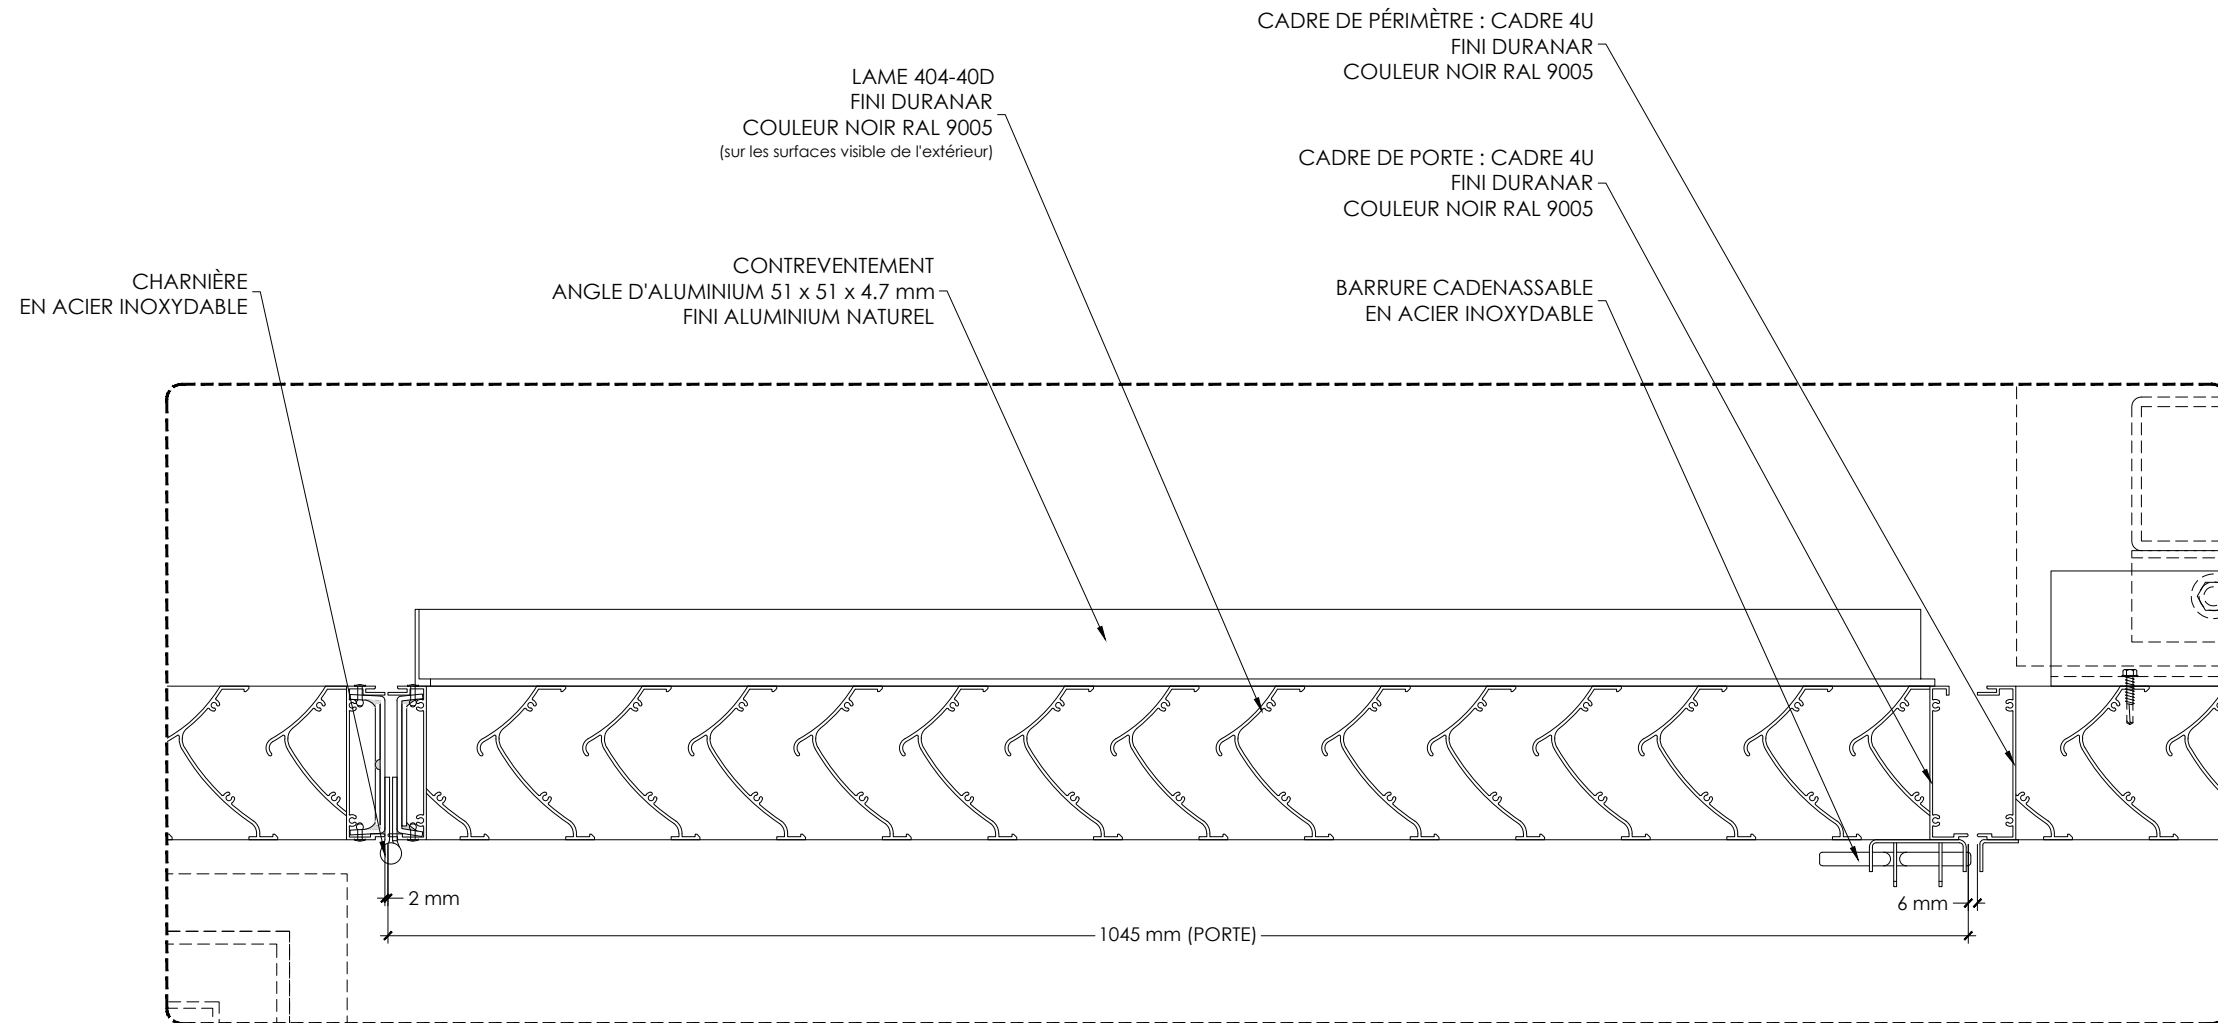 CADRE DE PÉRIMÈTRE : CADRE 4U
FINI DURANAR
COULEUR NOIR RAL 9005
LAME 404-40D
FINI DURANAR
COULEUR NOIR RAL 9005
(sur les surfaces visible de l'extérieur)
CADRE DE PORTE : CADRE 4U
FINI DURANAR
COULEUR NOIR RAL 9005
CONTREVENTEMENT
ANGLE D'ALUMINIUM 51 x 51 x 4.7 mm
FINI ALUMINIUM NATUREL
CHARNIÈRE
EN ACIER INOXYDABLE
BARRURE CADENASSABLE
EN ACIER INOXYDABLE
2 mm
6 mm
1045 mm (PORTE)